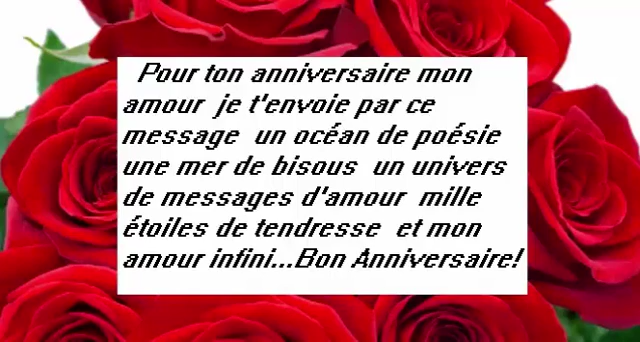 Pour ton anniversaire mon
amour je t'envoie par ce
message un océan de poésie
une mer de bisous un univers
de messages d'amour mille
étoiles de tendresse et mon
amour infini...Bon Anniversaire!